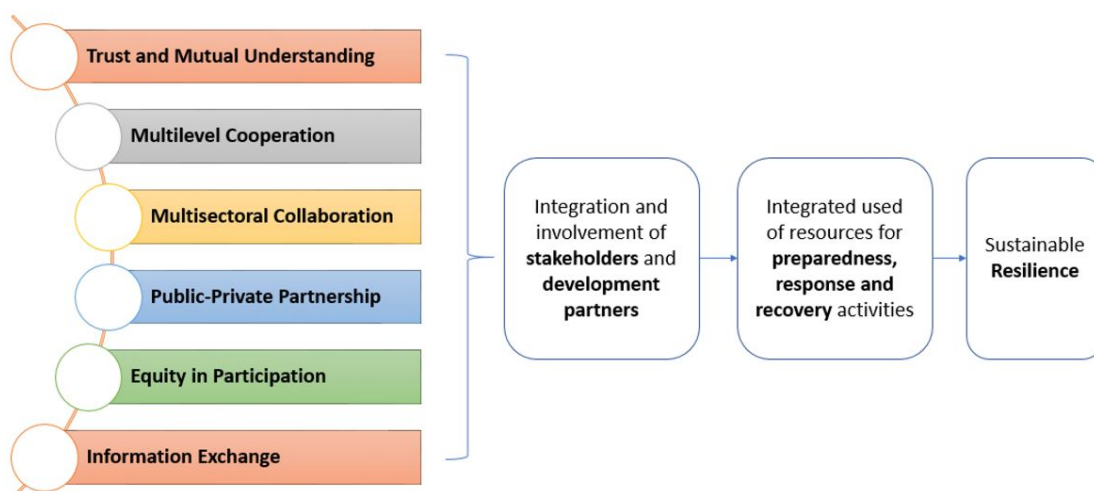 Trust and Mutual Understanding
Multilevel Cooperation
Multisectoral Collaboration
Public-Private Partnership
Equity in Participation
Information Exchange
Integration and
involvement of
stakeholders and
development
partners
Integrated used
of resources for
preparedness,
response and
recovery activities
Sustainable
Resilience